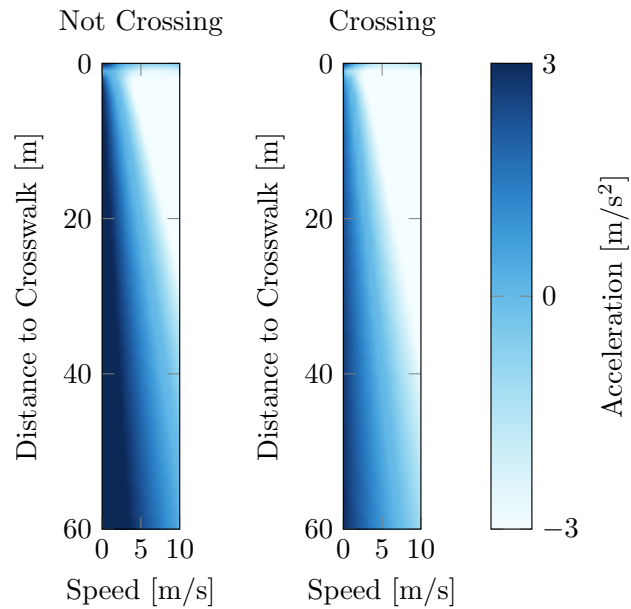 Not Crossing
Crossing
0
20
40
60
0 5 10
Speed [m/s]
Distance to Crosswalk [m]
0
20
40
60
0 5 10
Speed [m/s]
Distance to Crosswalk [m]
3
0
−3
Acceleration [m/s²]